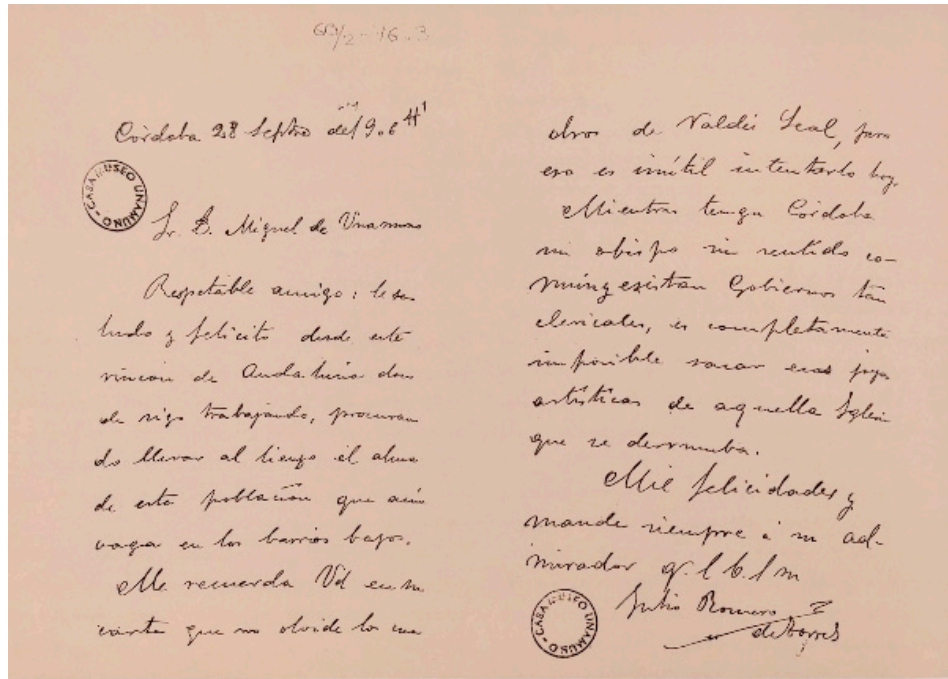 69/2-16.3
Córdoba 28 Septbre del 906
CASA MUSEO UNAMUNO
Sr. D. Miguel de Unamuno
Respetable amigo: le sa
ludo y felicito desde este
rincon de Andalucia don
de sigo trabajando, procuran
do llevar al lienzo el alma
de esta población que aún
vaga en los barrios bajos.
Me recuerda Vd en su
carta que no olvide los cua
dros de Valdés Leal, pero
eso es inútil intentarlo hoy.
Mientras tenga Córdoba
un obispo sin sentido co-
mún y existan Gobiernos tan
clericales, es completamente
imposible sacar esas joyas
artísticas de aquella Iglesia
que se derrumba.
Mil felicidades y
mande siempre á su ad-
mirador q. l. b. l. m
Julio Romero
de Torres
CASA MUSEO UNAMUNO